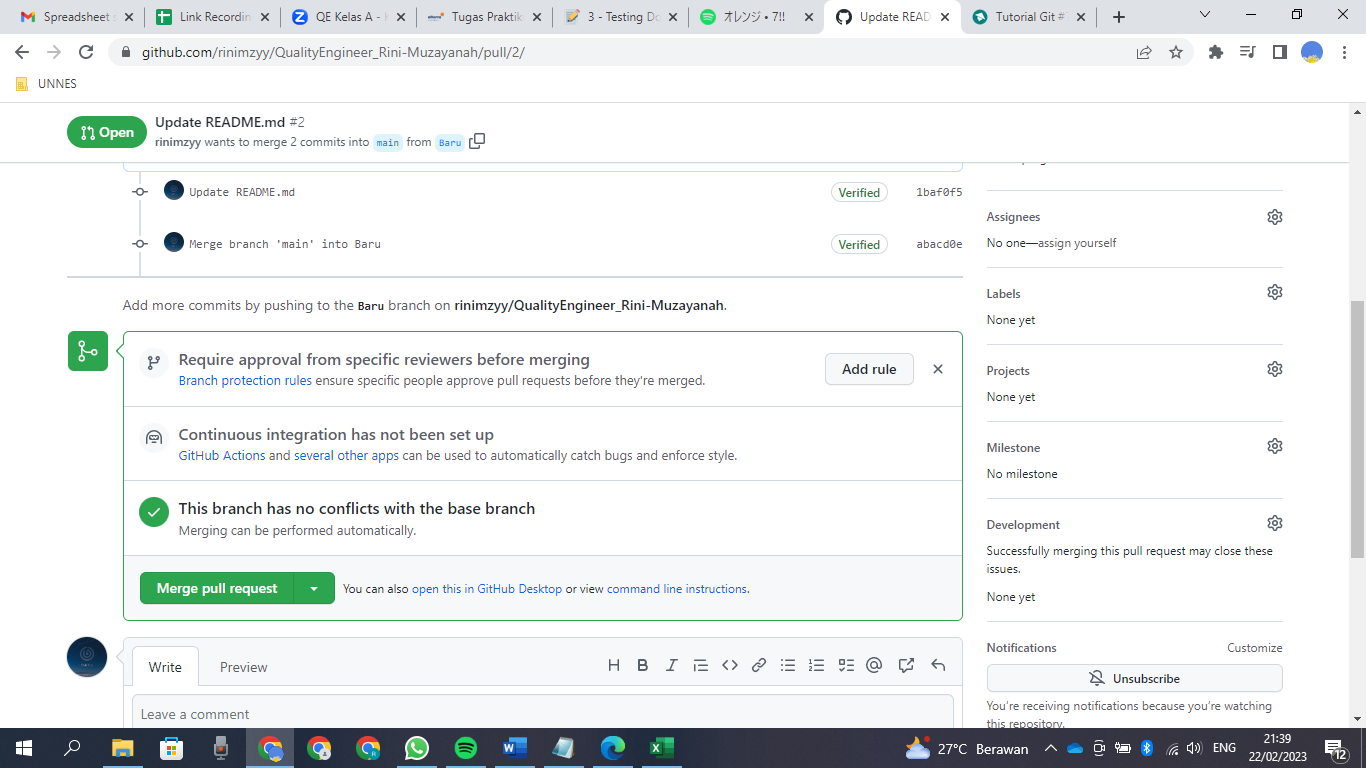 Spreadsheet
Link Recordin
QE Kelas A -
Tugas Praktik
3 - Testing Do
オレンジ • 7!!
Update READ
Tutorial Git #
github.com/rinimzyy/QualityEngineer_Rini-Muzayanah/pull/2/
UNNES
Open
Update README.md #2
rinimzyy wants to merge 2 commits into main from Baru
Update README.md
Verified
1baf0f5
Merge branch 'main' into Baru
Verified
abacd0e
Add more commits by pushing to the Baru branch on rinimzyy/QualityEngineer_Rini-Muzayanah.
Require approval from specific reviewers before merging
Branch protection rules ensure specific people approve pull requests before they're merged.
Add rule
Continuous integration has not been set up
GitHub Actions and several other apps can be used to automatically catch bugs and enforce style.
This branch has no conflicts with the base branch
Merging can be performed automatically.
Merge pull request
You can also open this in GitHub Desktop or view command line instructions.
Write
Preview
Leave a comment
Assignees
No one—assign yourself
Labels
None yet
Projects
None yet
Milestone
No milestone
Development
Successfully merging this pull request may close these
issues.
None yet
Notifications
Customize
Unsubscribe
You're receiving notifications because you're watching
this repository.
27°C Berawan
ENG
21:39
22/02/2023
12